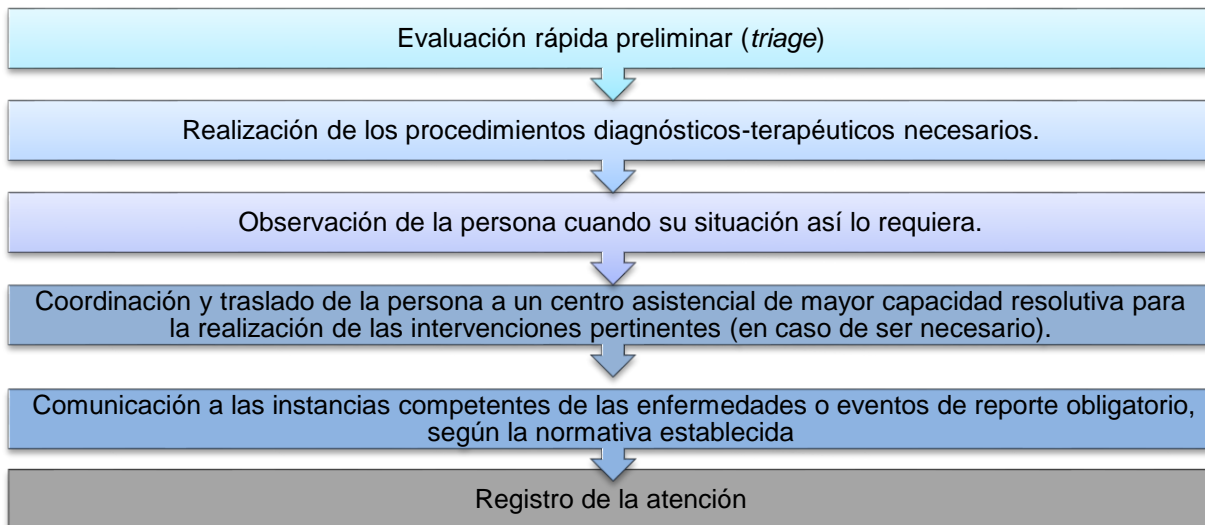 Evaluación rápida preliminar (triage)
Realización de los procedimientos diagnósticos-terapéuticos necesarios.
Observación de la persona cuando su situación así lo requiera.
Coordinación y traslado de la persona a un centro asistencial de mayor capacidad resolutiva para
la realización de las intervenciones pertinentes (en caso de ser necesario).
Comunicación a las instancias competentes de las enfermedades o eventos de reporte obligatorio,
según la normativa establecida
Registro de la atención